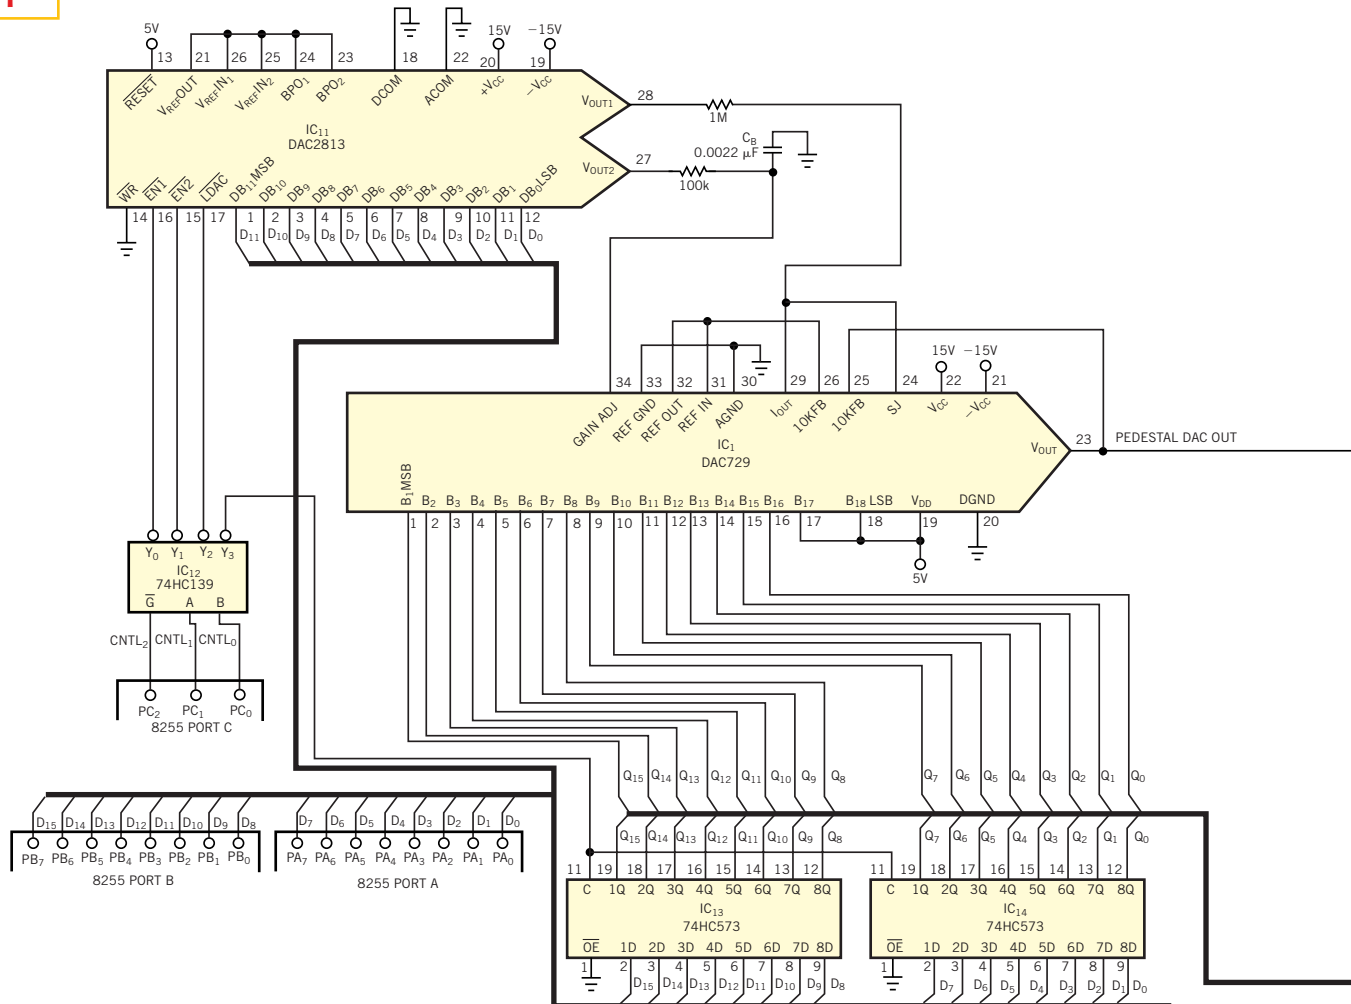 5V
15V
−15V
13 21 26 25 24 23 18 22 20 19
RESET VREFOUT VREFIN1 VREFIN2 BPO1 BPO2 DCOM ACOM +VCC −VCC
VOUT1 28
1M
IC11
DAC2813
CB
0.0022 µF
VOUT2 27
100k
WR EN1 EN2 LDAC DB11MSB DB10 DB9 DB8 DB7 DB6 DB5 DB4 DB3 DB2 DB1 DB0LSB
14 16 15 17 1 2 3 4 5 6 7 8 9 10 11 12
D11 D10 D9 D8 D7 D6 D5 D4 D3 D2 D1 D0
15V −15V
34 33 32 31 30 29 26 25 24 22 21
GAIN ADJ REF GND REF OUT REF IN AGND IOUT 10KFB 10KFB SJ VCC −VCC
IC1
DAC729
VOUT 23 PEDESTAL DAC OUT
B1MSB B2 B3 B4 B5 B6 B7 B8 B9 B10 B11 B12 B13 B14 B15 B16 B17 B18 LSB VDD DGND
1 2 3 4 5 6 7 8 9 10 11 12 13 14 15 16 17 18 19 20
5V
Y0 Y1 Y2 Y3
IC12
74HC139
G A B
CNTL2 CNTL1 CNTL0
PC2 PC1 PC0
8255 PORT C
Q15 Q14 Q13 Q12 Q11 Q10 Q9 Q8 Q7 Q6 Q5 Q4 Q3 Q2 Q1 Q0
D15 D14 D13 D12 D11 D10 D9 D8 D7 D6 D5 D4 D3 D2 D1 D0
PB7 PB6 PB5 PB4 PB3 PB2 PB1 PB0 PA7 PA6 PA5 PA4 PA3 PA2 PA1 PA0
8255 PORT B
8255 PORT A
Q15 Q14 Q13 Q12 Q11 Q10 Q9 Q8 Q7 Q6 Q5 Q4 Q3 Q2 Q1 Q0
11 19 18 17 16 15 14 13 12 11 19 18 17 16 15 14 13 12
C 1Q 2Q 3Q 4Q 5Q 6Q 7Q 8Q C 1Q 2Q 3Q 4Q 5Q 6Q 7Q 8Q
IC13
74HC573
IC14
74HC573
OE 1D 2D 3D 4D 5D 6D 7D 8D OE 1D 2D 3D 4D 5D 6D 7D 8D
1 2 3 4 5 6 7 8 9 1 2 3 4 5 6 7 8 9
D15 D14 D13 D12 D11 D10 D9 D8 D7 D6 D5 D4 D3 D2 D1 D0